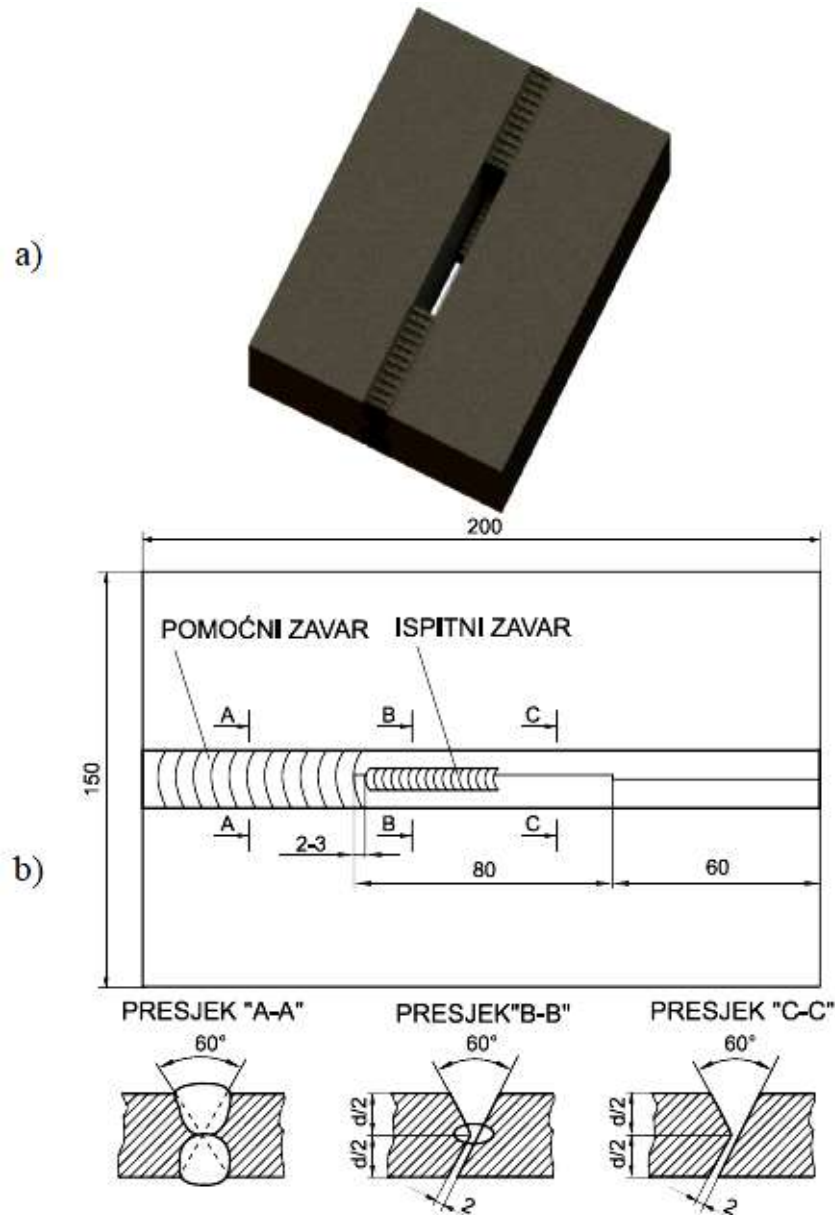 a)
200
POMOĆNI ZAVAR
ISPITNI ZAVAR
A
B
C
150
A
B
C
2-3
80
60
b)
PRESJEK "A-A"
PRESJEK"B-B"
PRESJEK "C-C"
60°
60°
60°
d/2
d/2
d/2
d/2
2
2